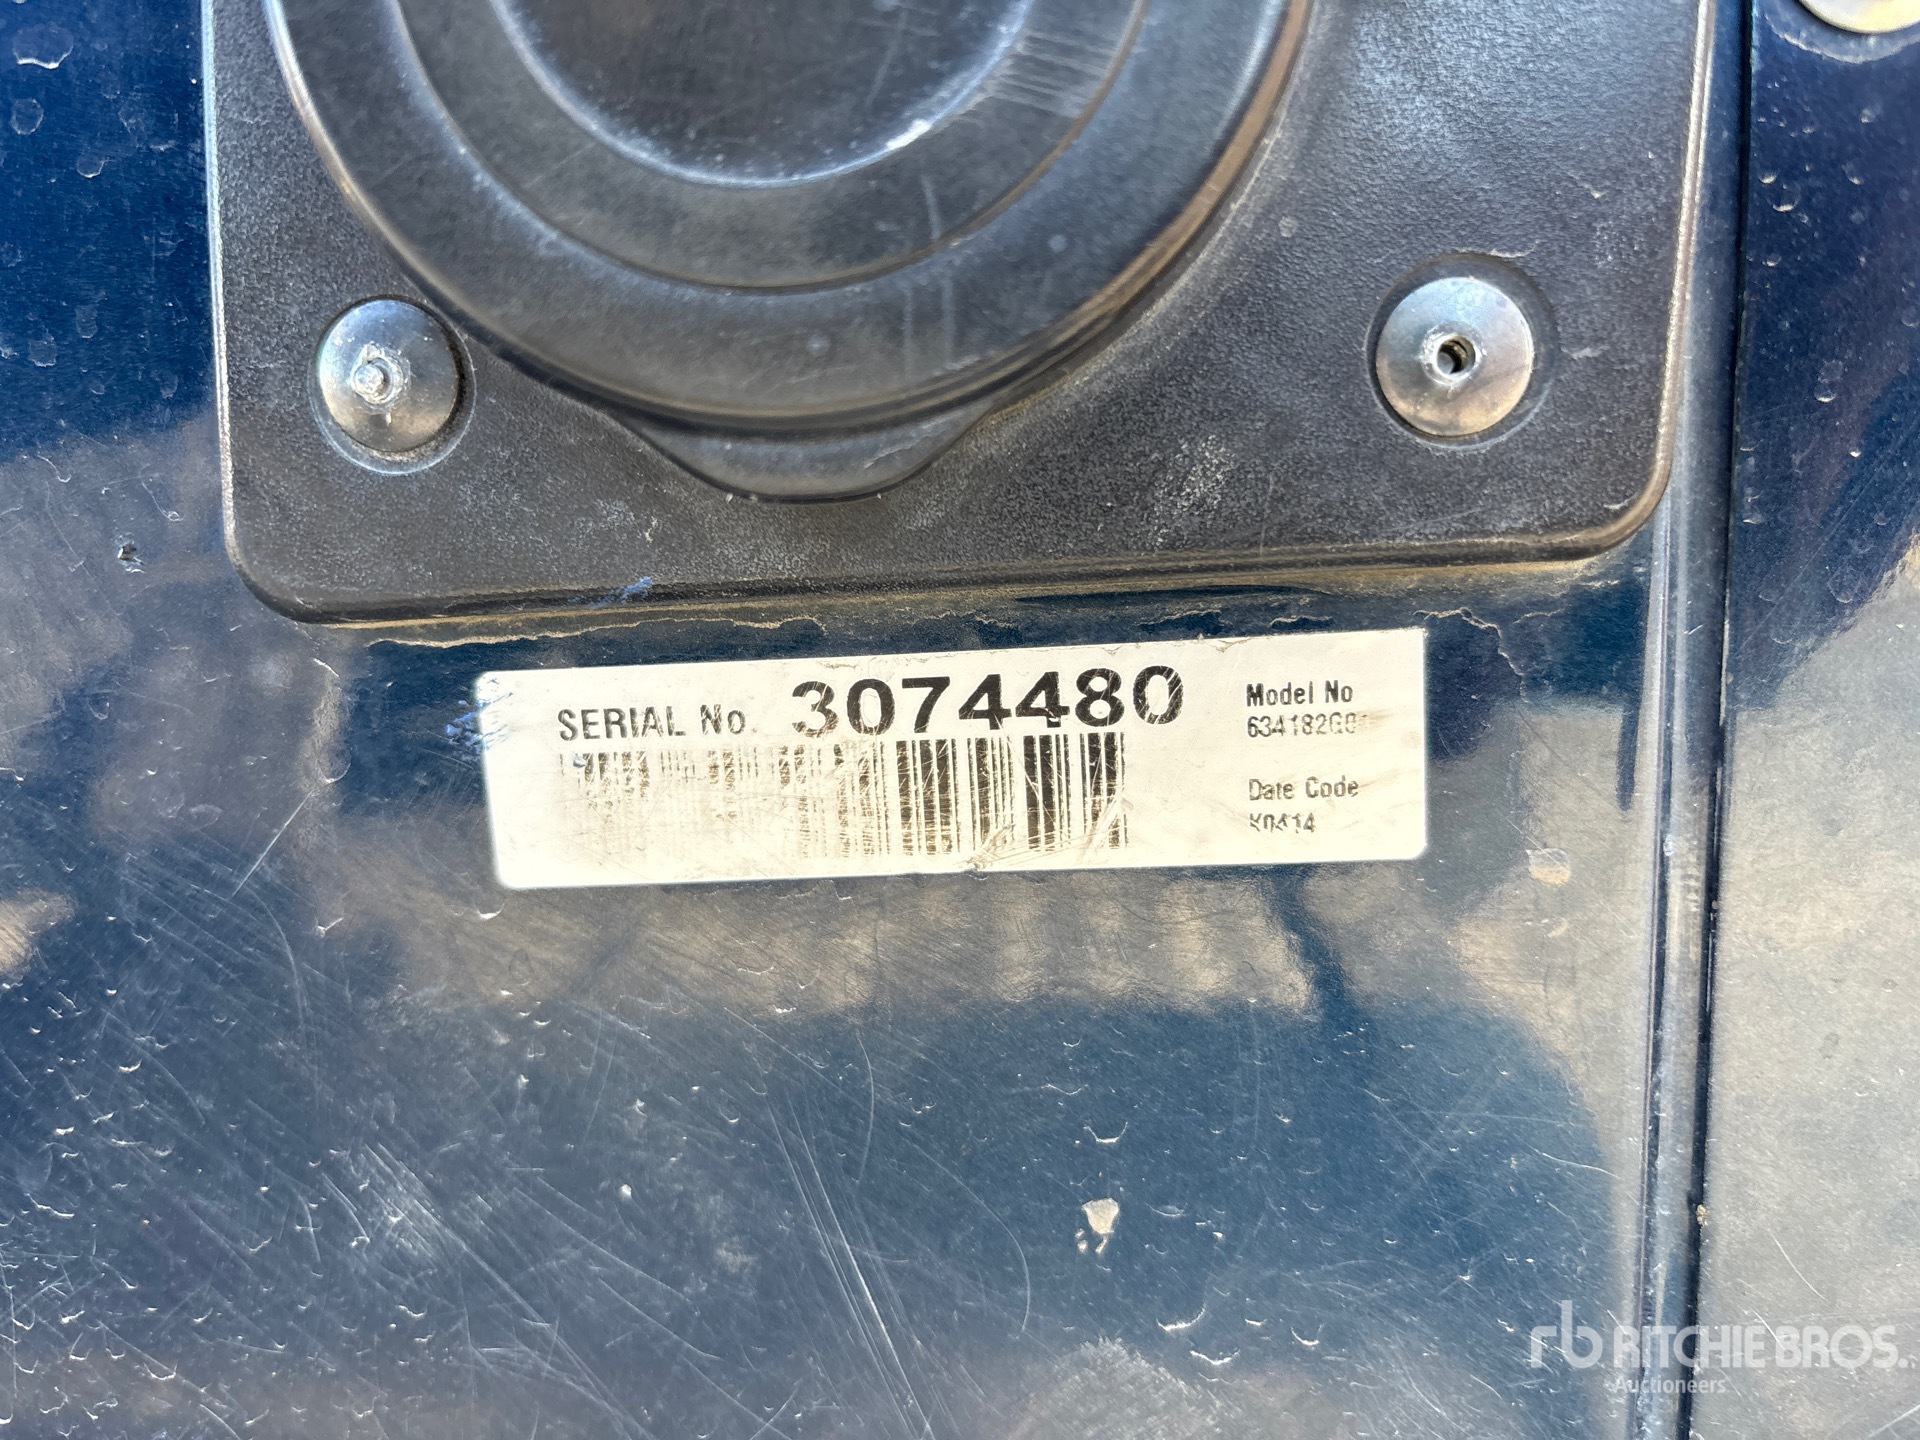 SERIAL No. 3074480
Model No
Date Code
RITCHIE BROS.
Auctioneers